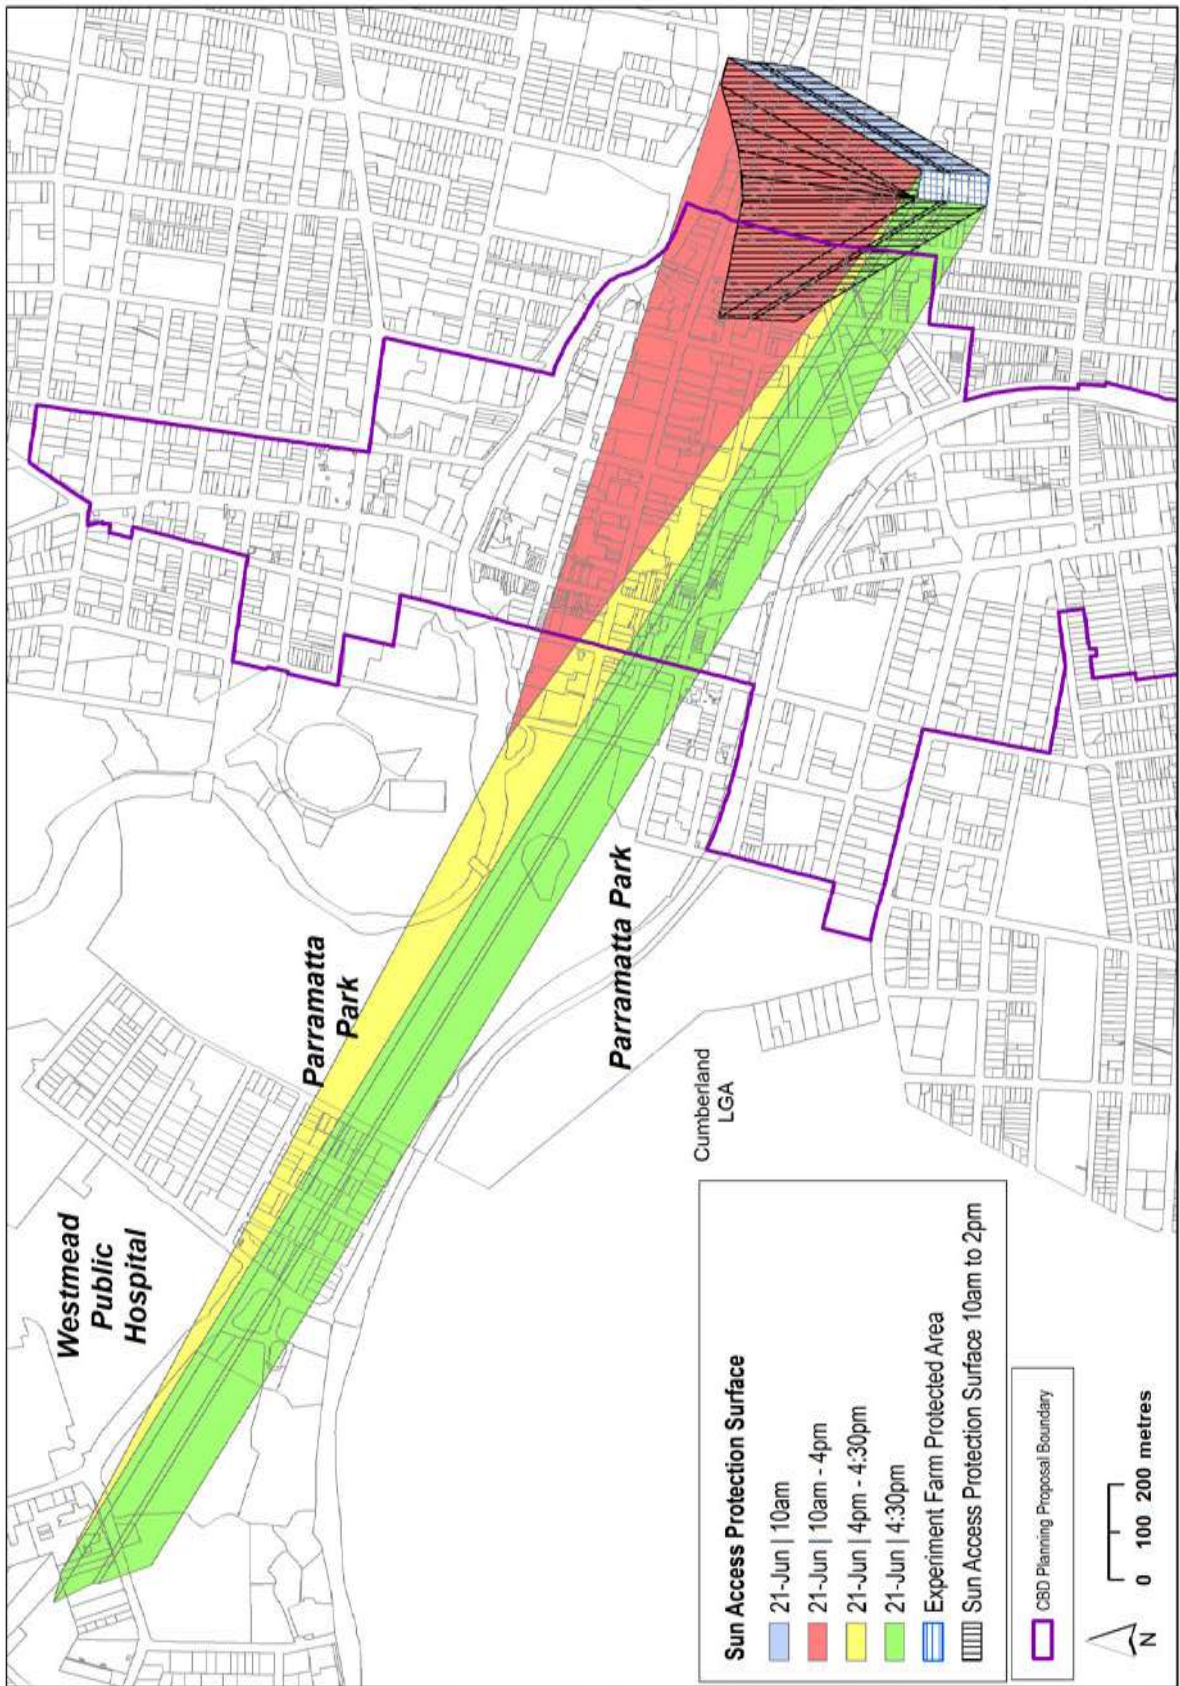 Westmead
Public
Hospital
Parramatta
Park
Parramatta Park
Cumberland
LGA
Sun Access Protection Surface
21-Jun | 10am
21-Jun | 10am - 4pm
21-Jun | 4pm - 4:30pm
21-Jun | 4:30pm
Experiment Farm Protected Area
Sun Access Protection Surface 10am to 2pm
CBD Planning Proposal Boundary
N
0 100 200 metres